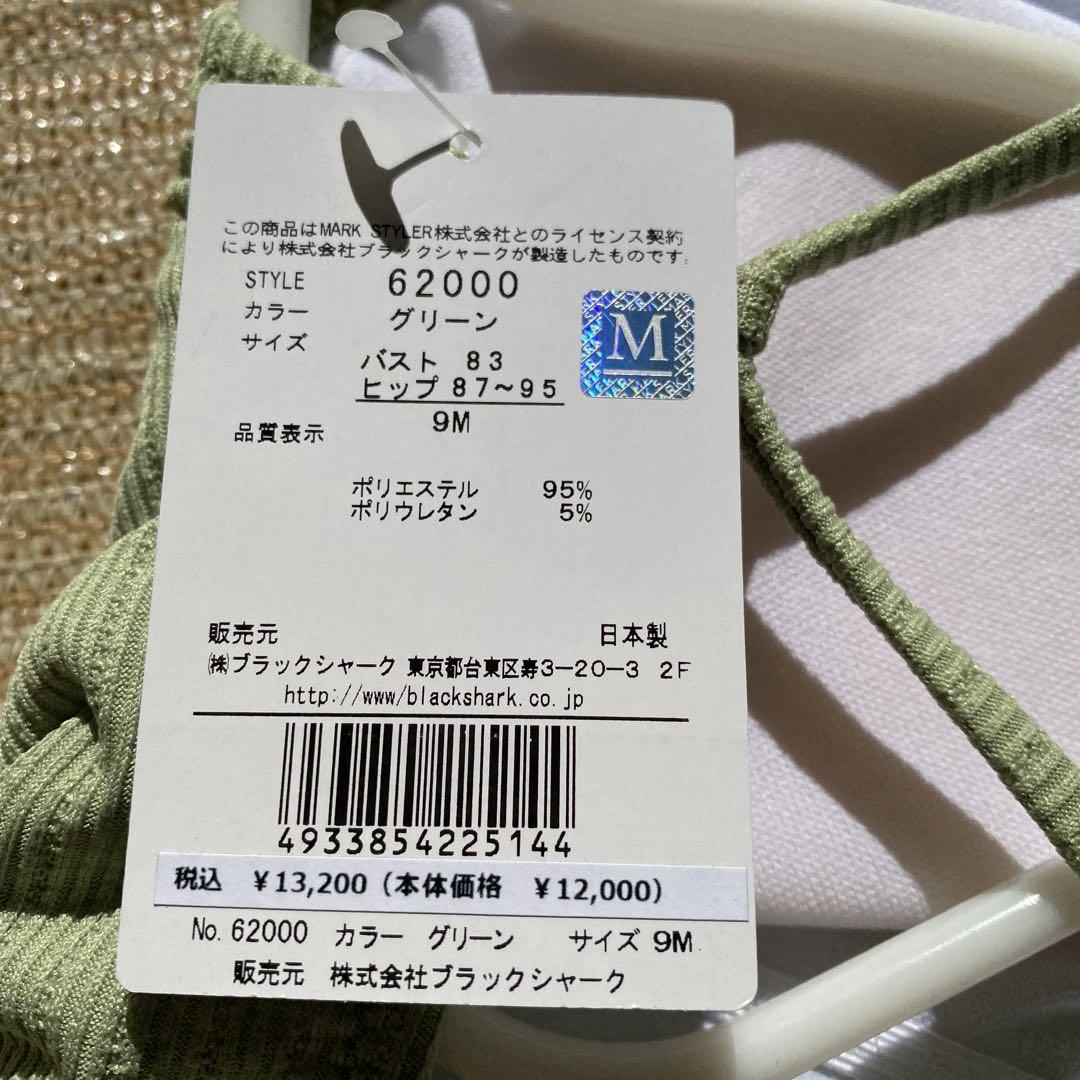 この商品はMARK STYLER株式会社とのライセンス契約
により株式会社ブラックシャークが製造したものです。
STYLE 62000
カラー グリーン
サイズ
バスト 83
ヒップ 87～95
9M
M
品質表示
ポリエステル 95%
ポリウレタン 5%
販売元 日本製
㈱ブラックシャーク 東京都台東区寿3－20－3 2F
http://www/blackshark.co.jp
4933854225144
税込 ￥13,200（本体価格 ￥12,000）
No. 62000 カラー グリーン サイズ 9M
販売元 株式会社ブラックシャーク